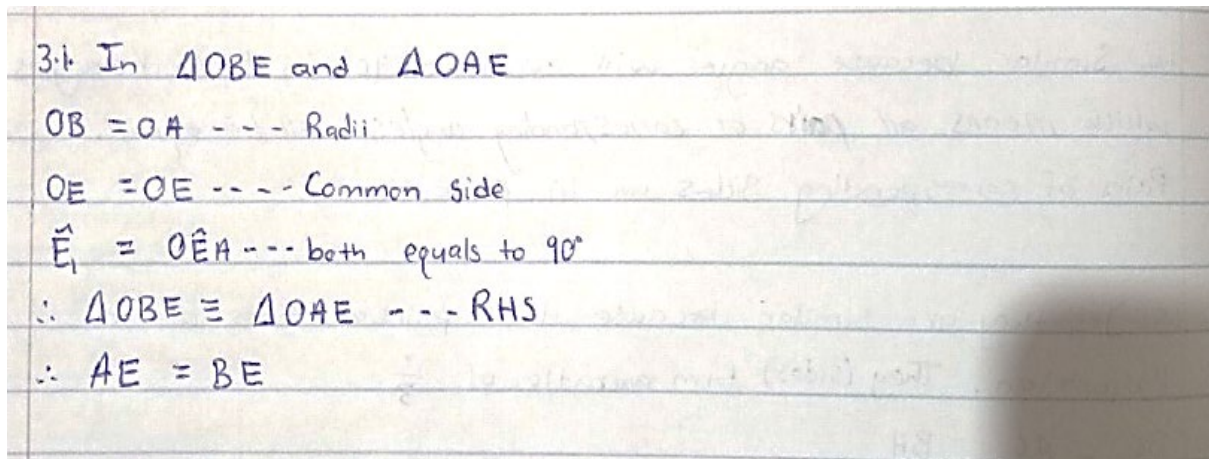 3.1. In ΔOBE and ΔOAE
OB = OA --- Radii
OE = OE ---- Common side
Ê₁ = OÊA --- both equals to 90°
∴ ΔOBE ≡ ΔOAE ---- RHS
∴ AE = BE